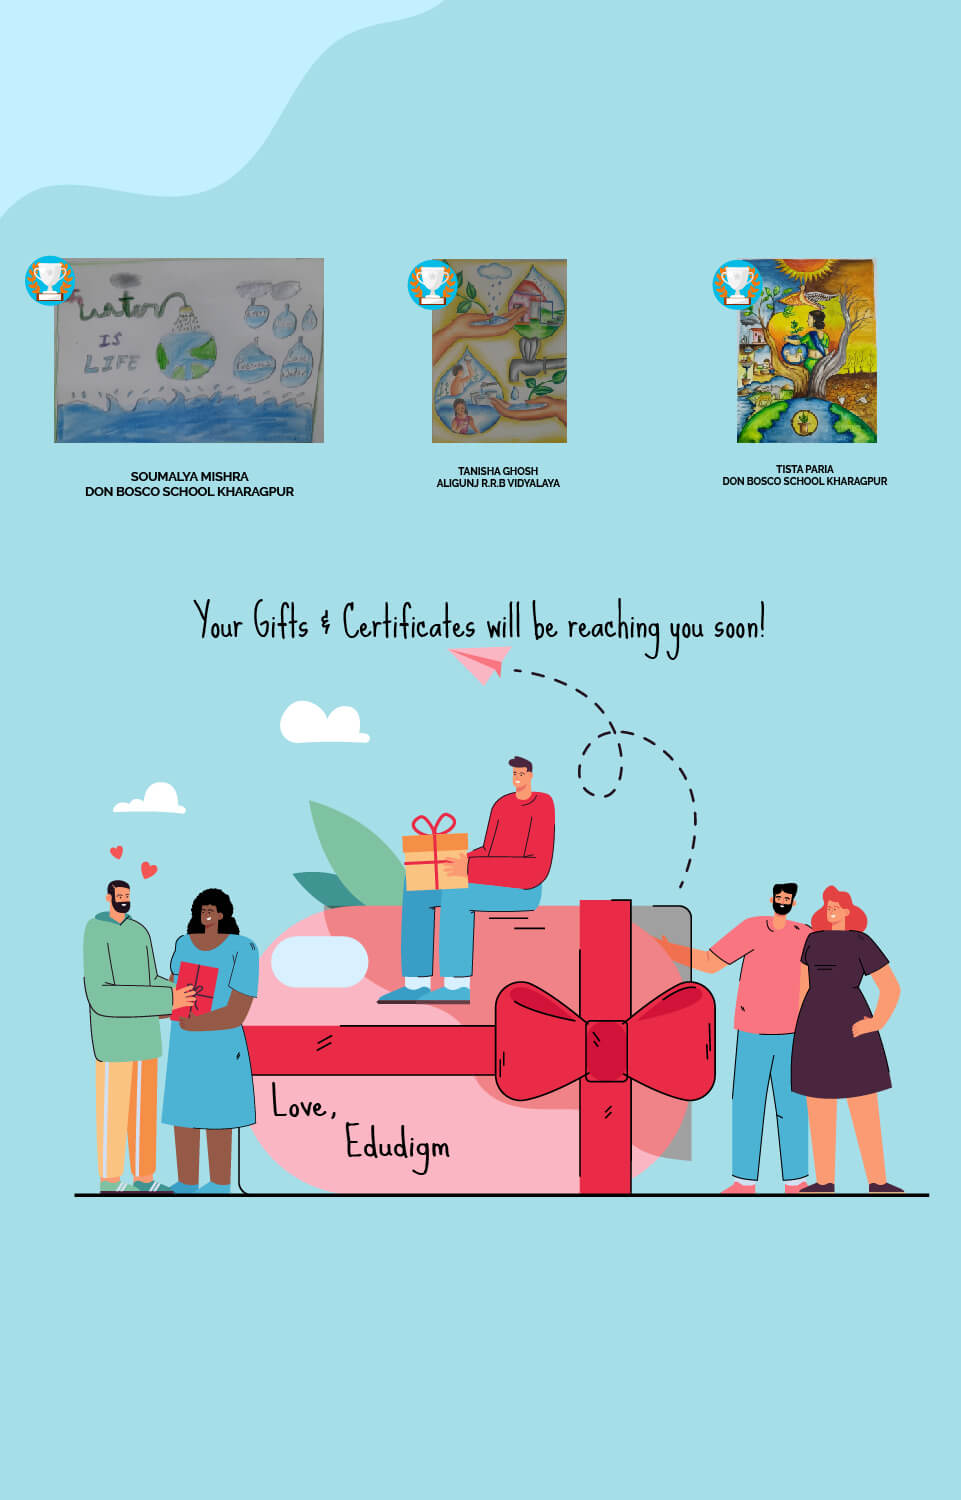 water
IS
LIFE
SOUMALYA MISHRA
DON BOSCO SCHOOL KHARAGPUR
TANISHA GHOSH
ALIGUNJ R.R.B VIDYALAYA
TISTA PARIA
DON BOSCO SCHOOL KHARAGPUR
Your Gifts & Certificates will be reaching you soon!
Love,
Edudigm